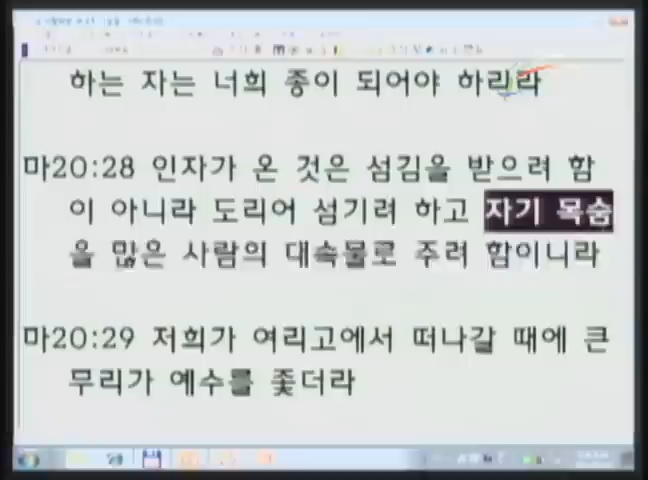 하는 자는 너희 종이 되어야 하리라
마20:28 인자가 온 것은 섬김을 받으려 함
이 아니라 도리어 섬기려 하고 자기 목숨
을 많은 사람의 대속물로 주려 함이니라
마20:29 저희가 여리고에서 떠나갈 때에 큰
무리가 예수를 좇더라